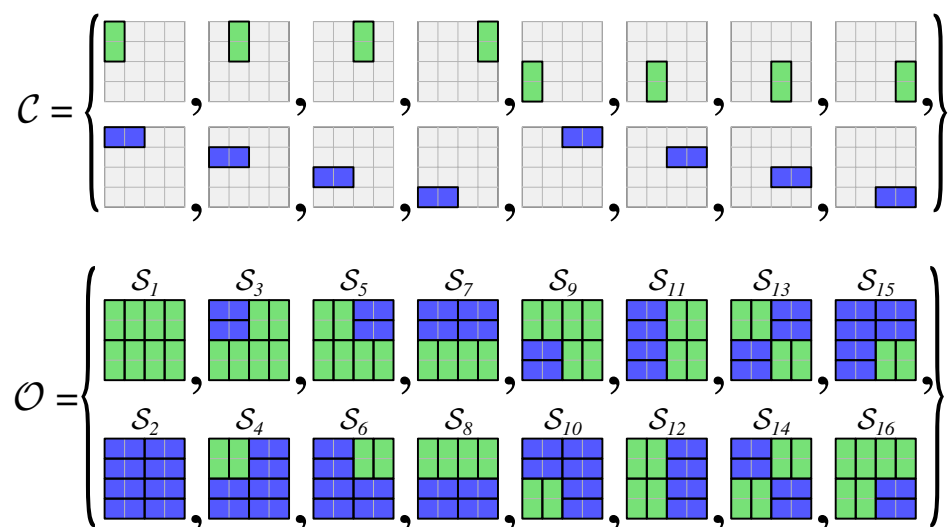 C = { , , , , , , , ,
, , , , , , , }
S1 S3 S5 S7 S9 S11 S13 S15
O = { , , , , , , , ,
S2 S4 S6 S8 S10 S12 S14 S16
, , , , , , , }